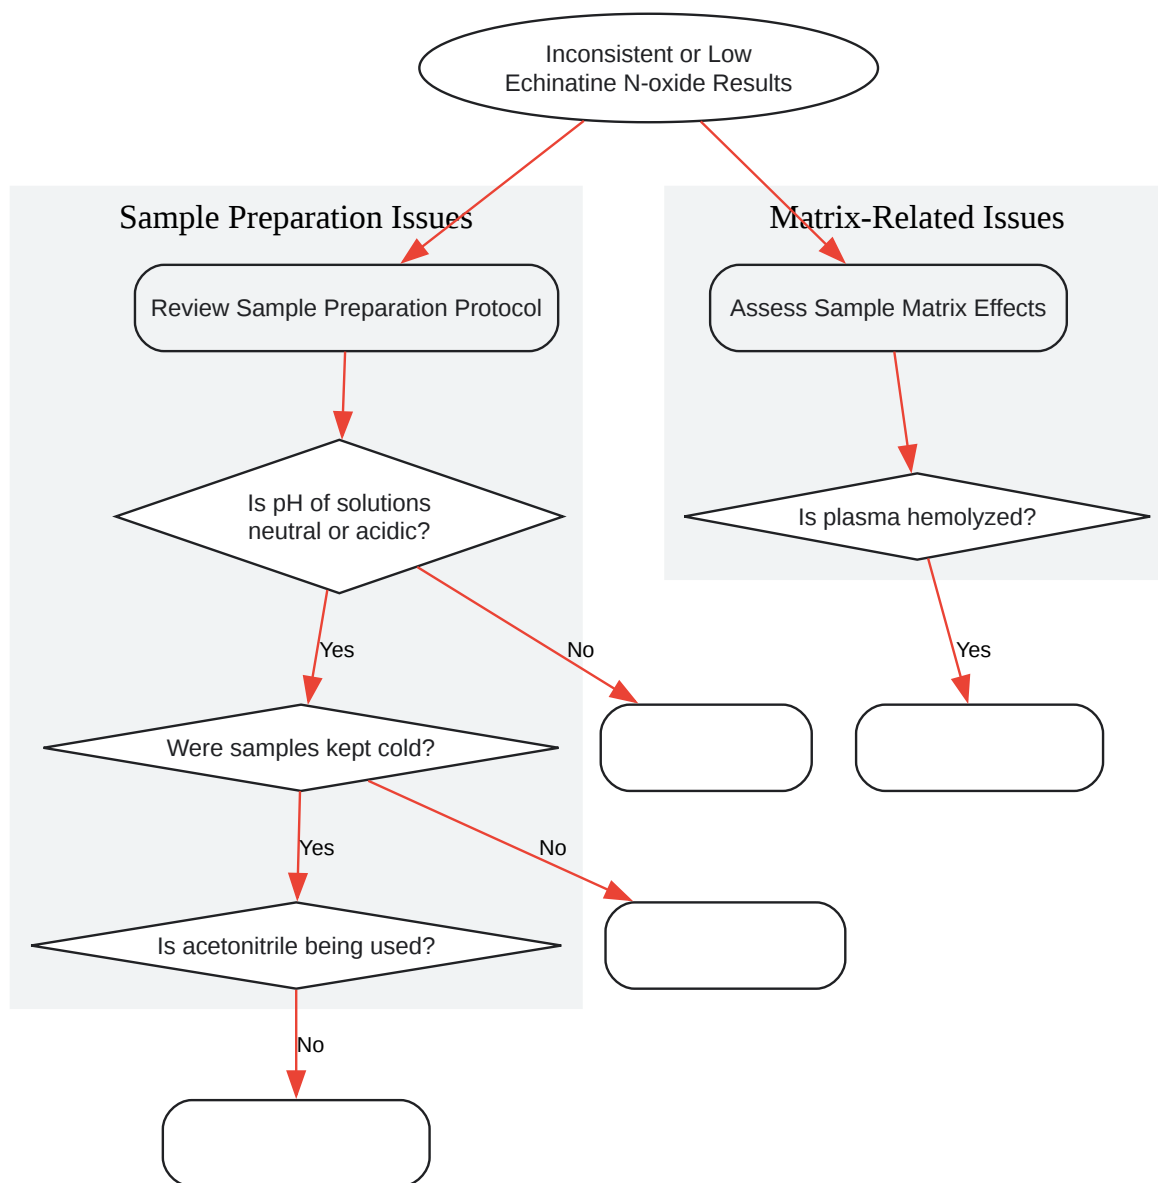 Inconsistent or Low
Echinatine N-oxide Results
Sample Preparation Issues
Matrix-Related Issues
Review Sample Preparation Protocol
Assess Sample Matrix Effects
Is pH of solutions
neutral or acidic?
Is plasma hemolyzed?
Yes
No
Yes
Were samples kept cold?
Yes
No
Is acetonitrile being used?
No